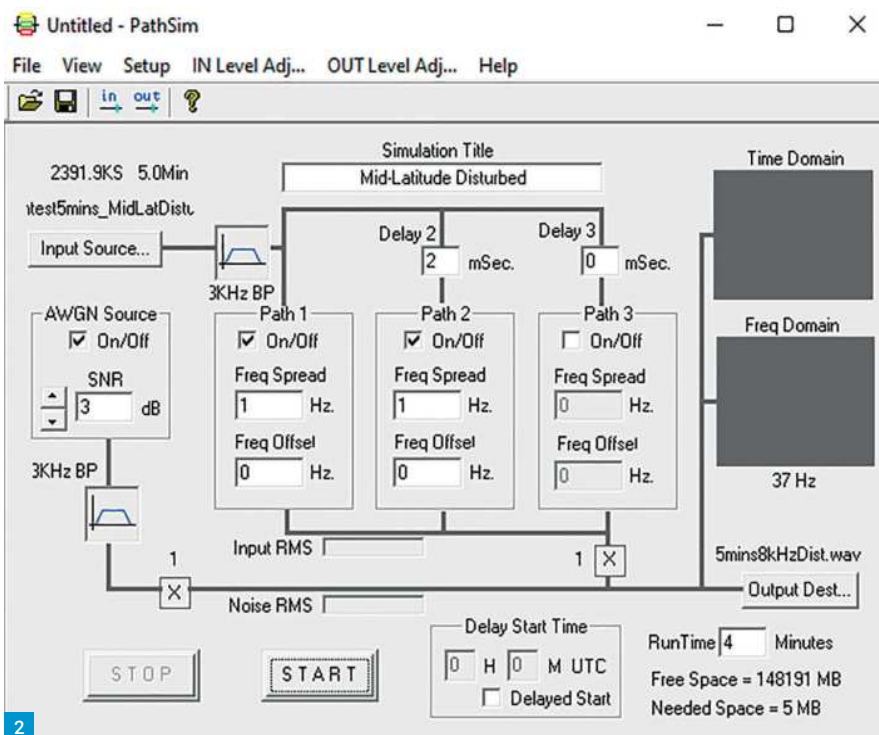 Untitled - PathSim
File View Setup IN Level Adj... OUT Level Adj... Help
in out ?
Simulation Title
Mid-Latitude Disturbed
2391.9KS 5.0Min
test5mins_MidLatDistu
Input Source...
3KHz BP
Delay 2
2 mSec.
Delay 3
0 mSec.
Time Domain
AWGN Source
On/Off
SNR
3 dB
3KHz BP
Path 1
On/Off
Freq Spread
1 Hz.
Freq Offset
0 Hz.
Path 2
On/Off
Freq Spread
1 Hz.
Freq Offset
0 Hz.
Path 3
On/Off
Freq Spread
0 Hz.
Freq Offset
0 Hz.
Freq Domain
37 Hz
Input RMS
1 X
1
X
Noise RMS
5mins8kHzDist.wav
Output Dest...
STOP
START
Delay Start Time
0 H 0 M UTC
Delayed Start
RunTime 4 Minutes
Free Space = 148191 MB
Needed Space = 5 MB
2